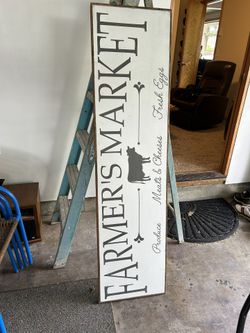 FARMER'S MARKET
Produce Meats & Cheeses Fresh Eggs